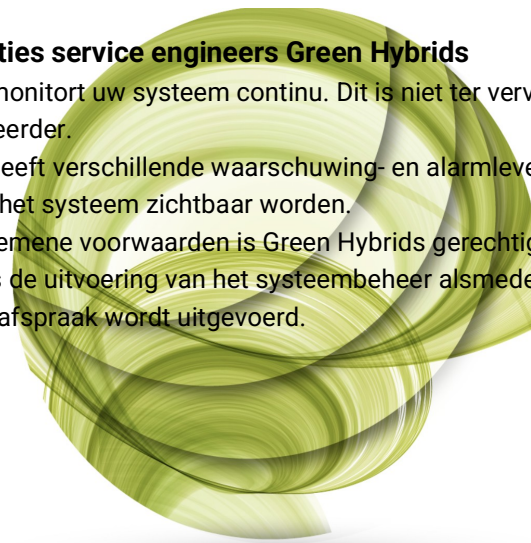 ties service engineers Green Hybrids
monitort uw systeem continu. Dit is niet ter verv
eerder.
eeft verschillende waarschuwing- en alarmleve
het systeem zichtbaar worden.
emene voorwaarden is Green Hybrids gerechtig
s de uitvoering van het systeembeheer alsmede
afspraak wordt uitgevoerd.